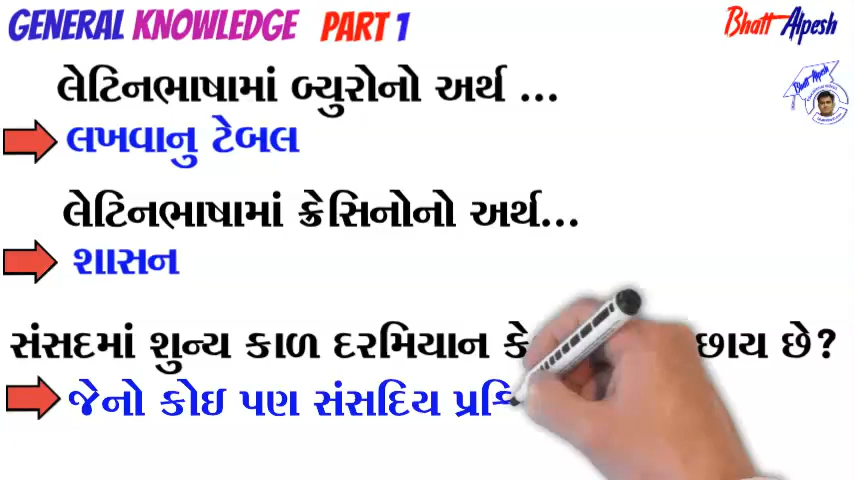 GENERAL KNOWLEDGE PART 1
Bhatt Alpesh
લેટિનભાષામાં બ્યુરોનો અર્થ ...
લખવાનુ ટેબલ
લેટિનભાષામાં ક્રેસિનોનો અર્થ...
શાસન
સંસદમાં શુન્ય કાળ દરમિયાન છાય છે?
જેનો કોઇ પણ સંસદિય